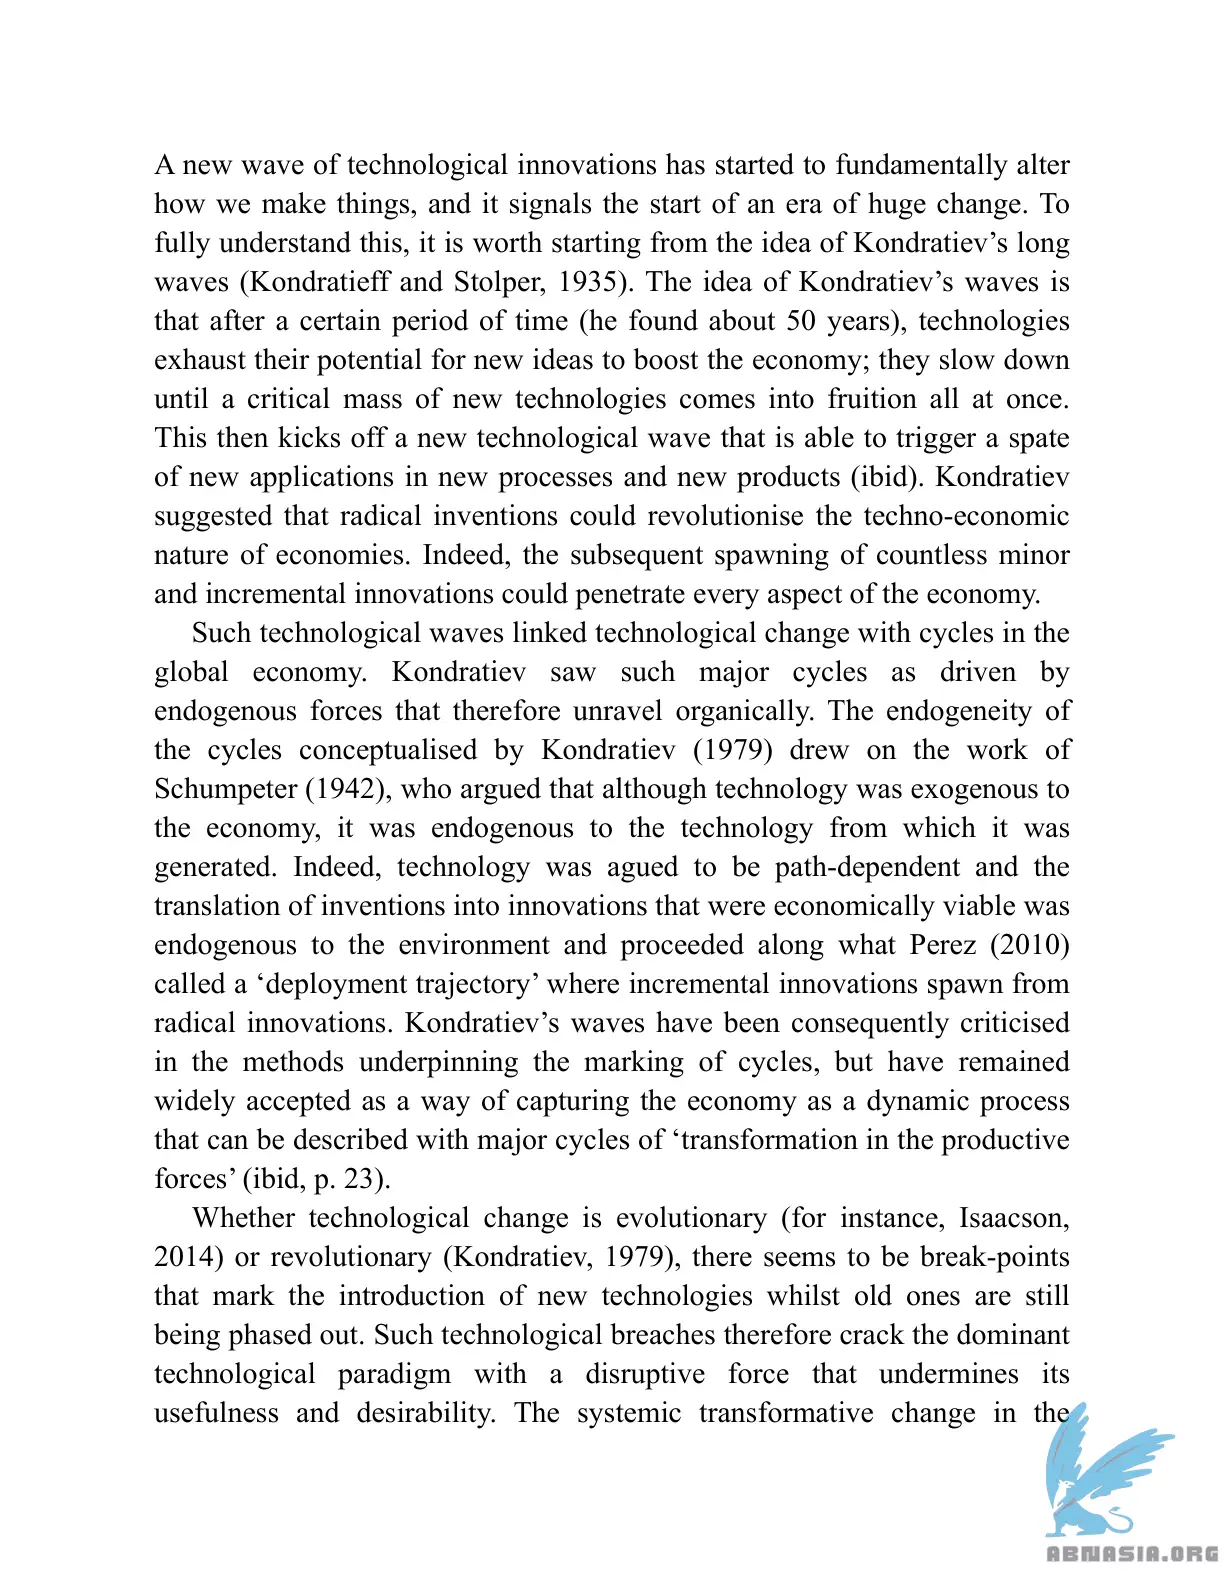 A new wave of technological innovations has started to fundamentally alter
how we make things, and it signals the start of an era of huge change. To
fully understand this, it is worth starting from the idea of Kondratiev’s long
waves (Kondratieff and Stolper, 1935). The idea of Kondratiev’s waves is
that after a certain period of time (he found about 50 years), technologies
exhaust their potential for new ideas to boost the economy; they slow down
until a critical mass of new technologies comes into fruition all at once.
This then kicks off a new technological wave that is able to trigger a spate
of new applications in new processes and new products (ibid). Kondratiev
suggested that radical inventions could revolutionise the techno-economic
nature of economies. Indeed, the subsequent spawning of countless minor
and incremental innovations could penetrate every aspect of the economy.
Such technological waves linked technological change with cycles in the
global economy. Kondratiev saw such major cycles as driven by
endogenous forces that therefore unravel organically. The endogeneity of
the cycles conceptualised by Kondratiev (1979) drew on the work of
Schumpeter (1942), who argued that although technology was exogenous to
the economy, it was endogenous to the technology from which it was
generated. Indeed, technology was agued to be path-dependent and the
translation of inventions into innovations that were economically viable was
endogenous to the environment and proceeded along what Perez (2010)
called a ‘deployment trajectory’ where incremental innovations spawn from
radical innovations. Kondratiev’s waves have been consequently criticised
in the methods underpinning the marking of cycles, but have remained
widely accepted as a way of capturing the economy as a dynamic process
that can be described with major cycles of ‘transformation in the productive
forces’ (ibid, p. 23).
Whether technological change is evolutionary (for instance, Isaacson,
2014) or revolutionary (Kondratiev, 1979), there seems to be break-points
that mark the introduction of new technologies whilst old ones are still
being phased out. Such technological breaches therefore crack the dominant
technological paradigm with a disruptive force that undermines its
usefulness and desirability. The systemic transformative change in the
ABNASIA.ORG